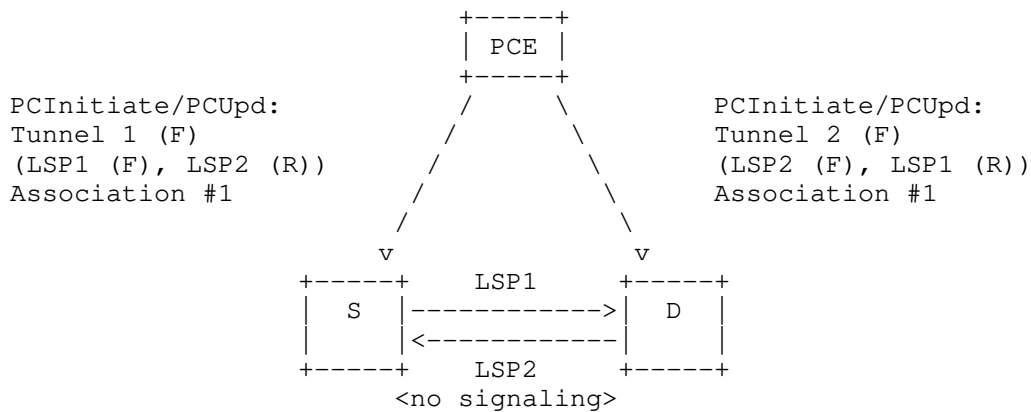 PCE
PCInitiate/PCUpd: PCInitiate/PCUpd:
Tunnel 1 (F) Tunnel 2 (F)
(LSP1 (F), LSP2 (R)) (LSP2 (F), LSP1 (R))
Association #1 Association #1
v v
LSP1
S D
LSP2
<no signaling>